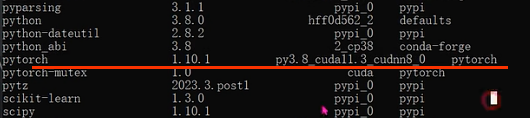 pyparsing 3.1.1 pypi_0 pypi
python 3.8.0 hff0d562_2 defaults
python-dateutil 2.8.2 pypi_0 pypi
python_abi 3.8 2_cp38 conda-forge
pytorch 1.10.1 py3.8_cuda11.3_cudnn8_0 pytorch
pytorch-mutex 1.0 cuda pytorch
pytz 2023.3.post1 pypi_0 pypi
scikit-learn 1.3.0 pypi_0 pypi
scipy 1.10.1 pypi_0 pypi